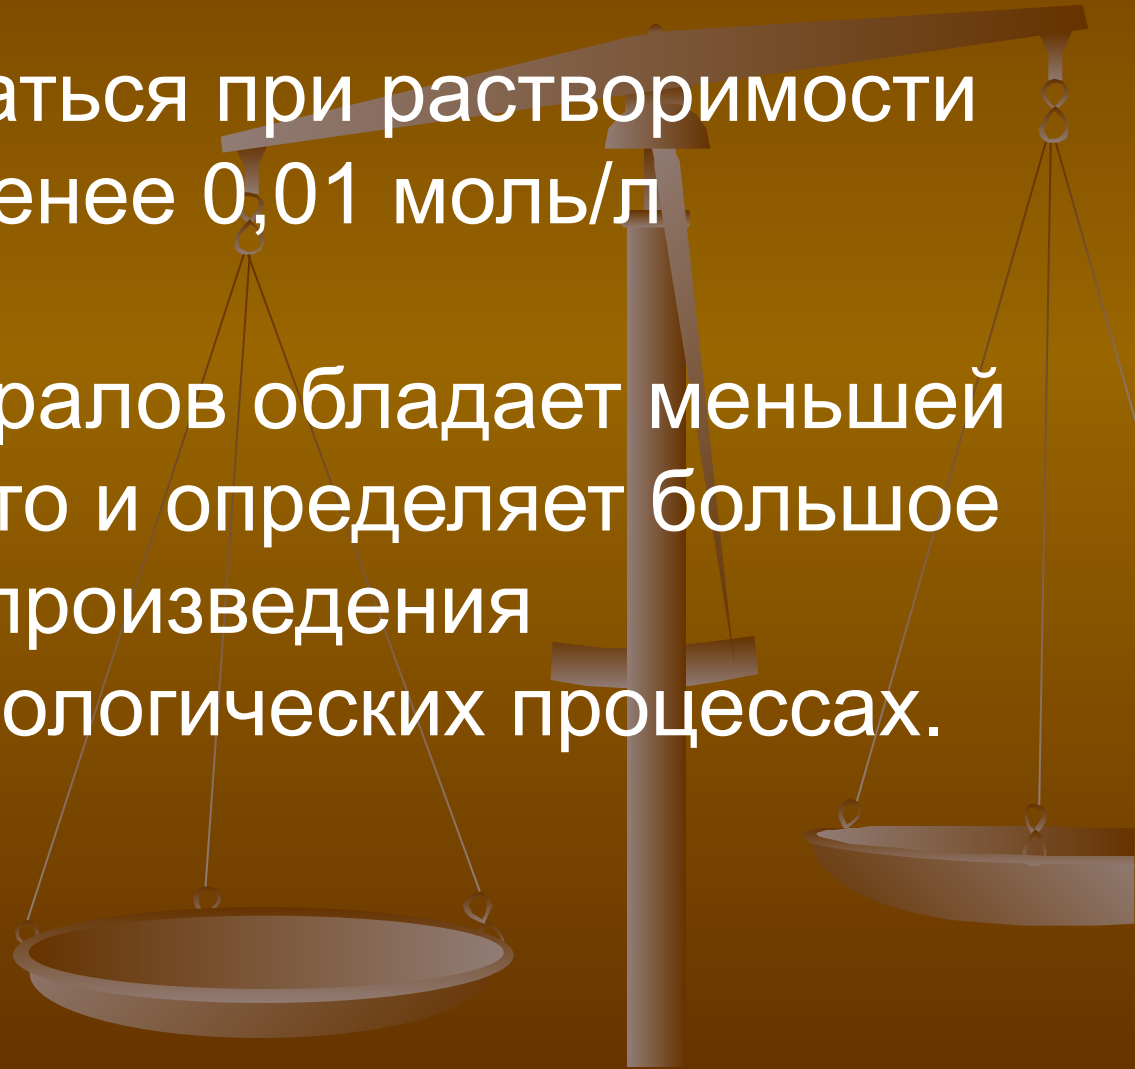 аться при растворимости
енее 0,01 моль/л
ралов обладает меньшей
то и определяет большое
произведения
ологических процессах.